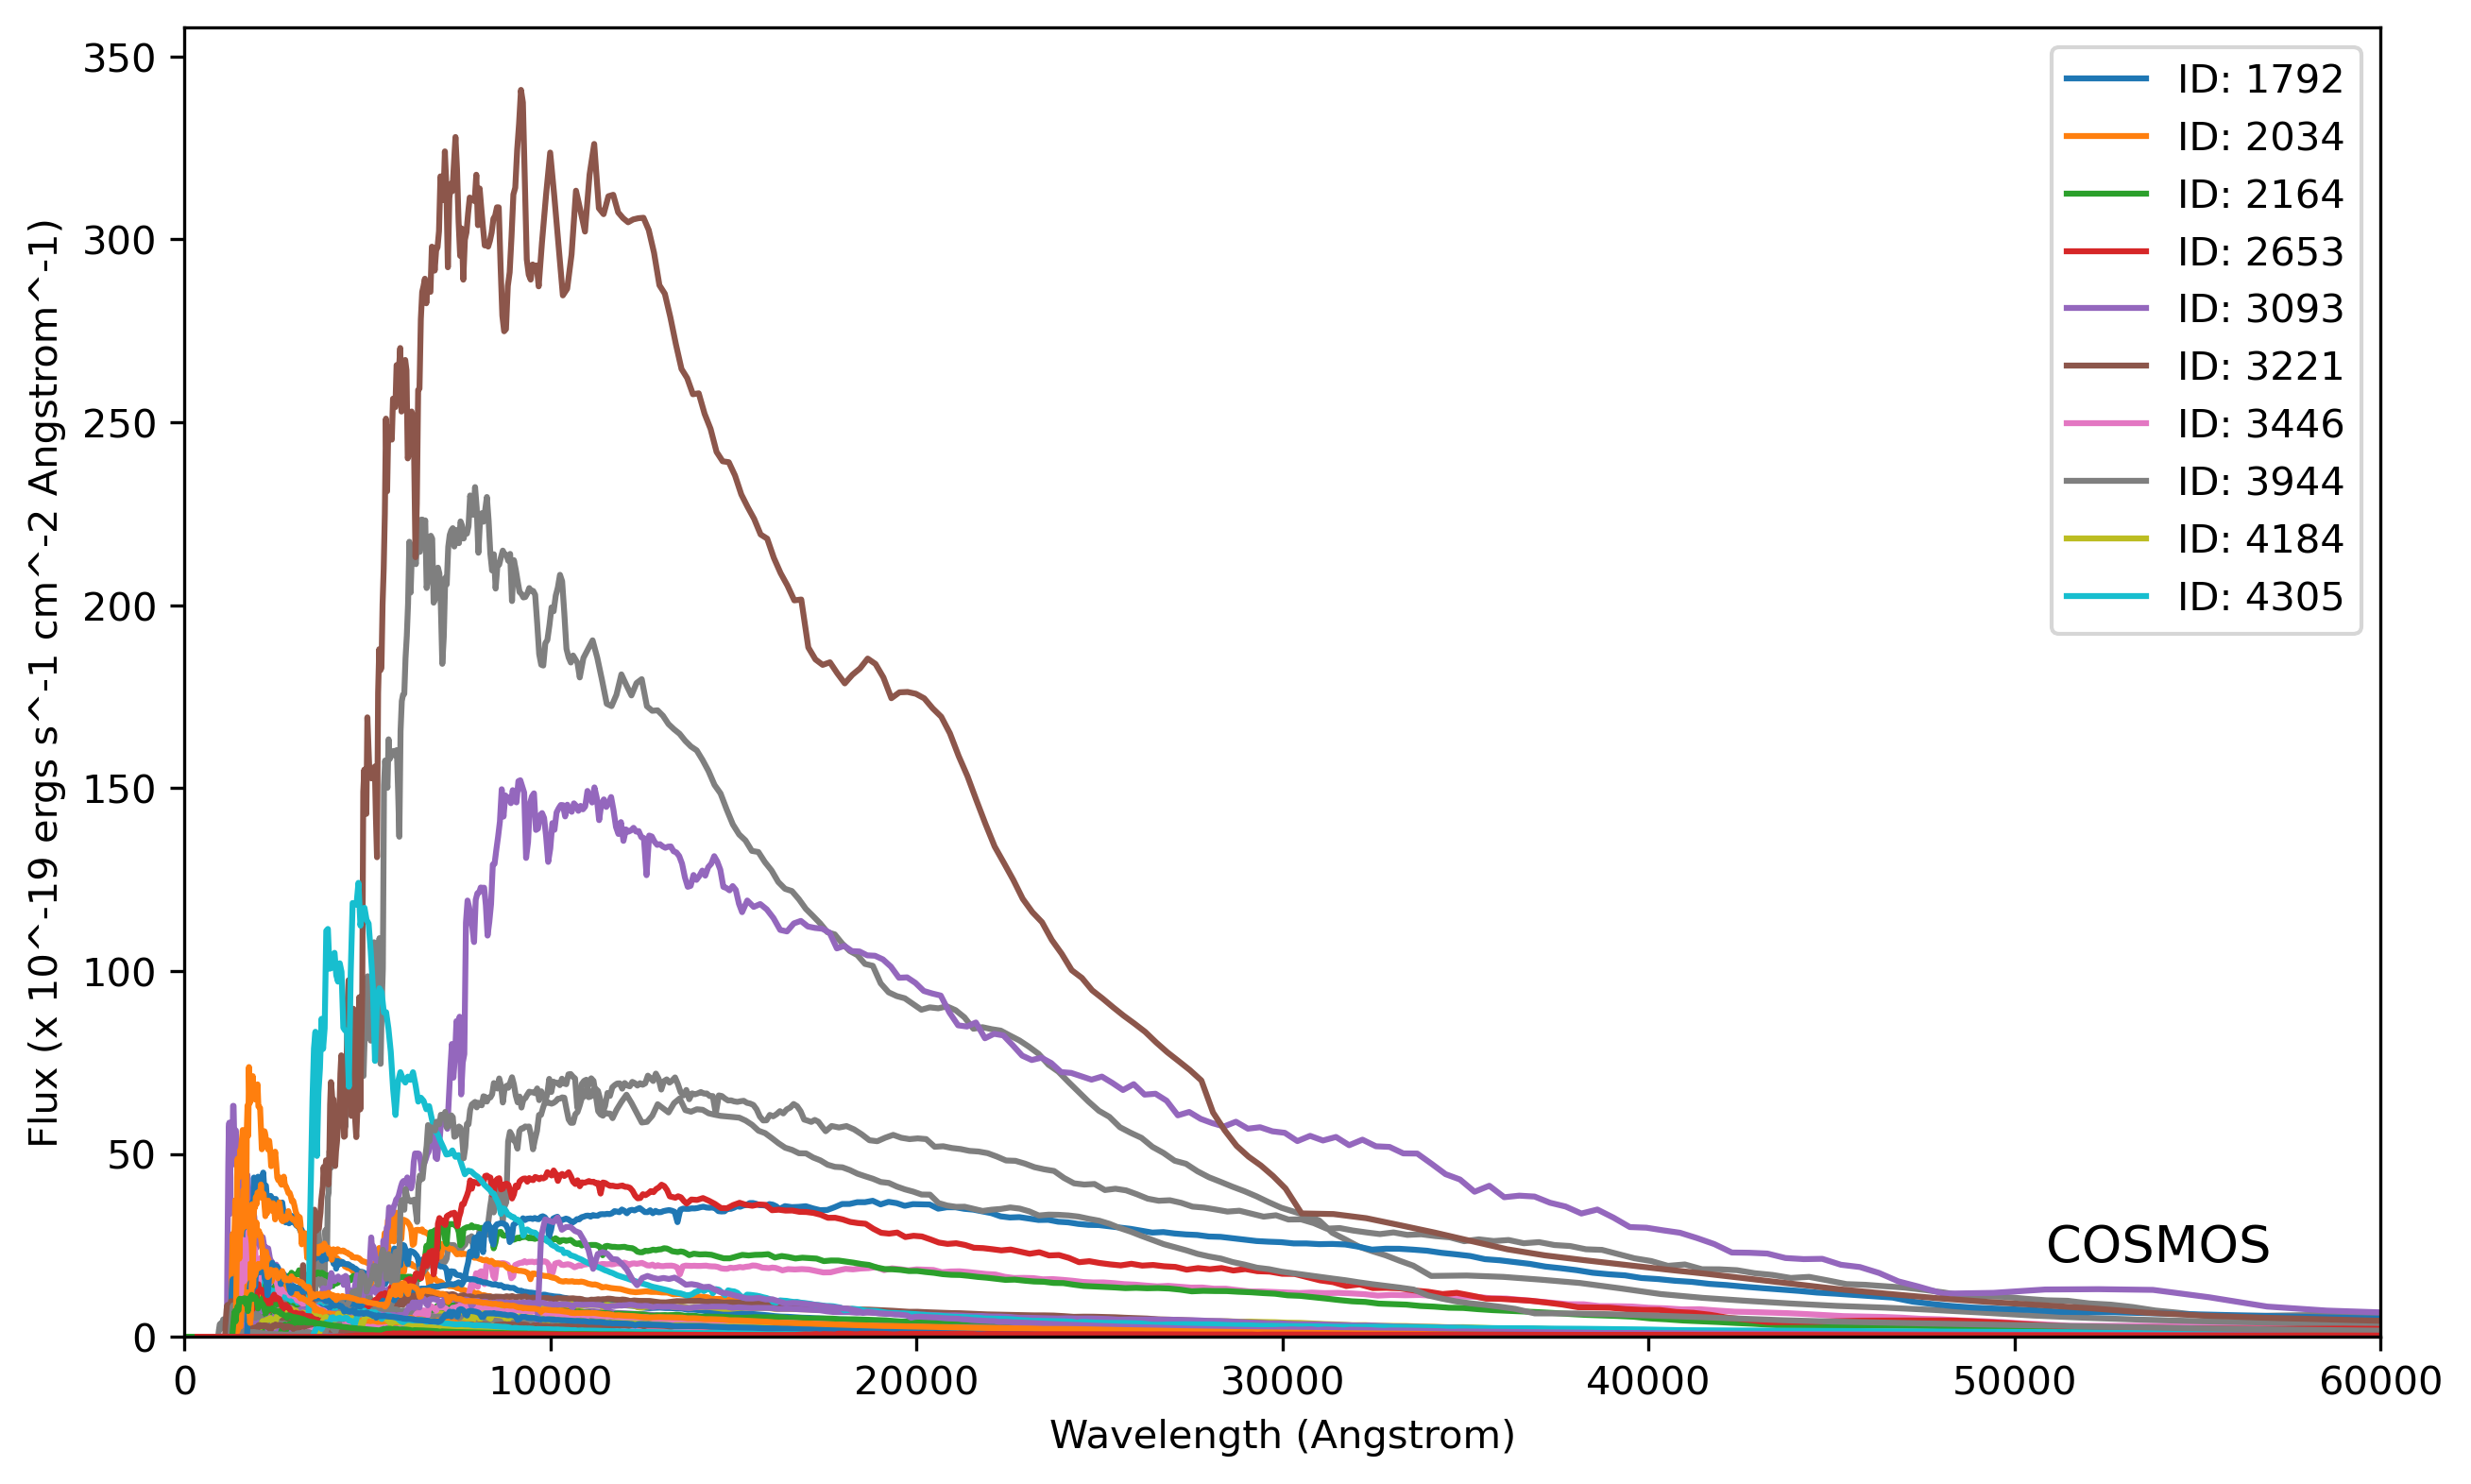 Flux (x 10^-19 ergs s^-1 cm^-2 Angstrom^-1)
350
300
250
200
150
100
50
0
ID: 1792
ID: 2034
ID: 2164
ID: 2653
ID: 3093
ID: 3221
ID: 3446
ID: 3944
ID: 4184
ID: 4305
COSMOS
0 10000 20000 30000 40000 50000 60000
Wavelength (Angstrom)